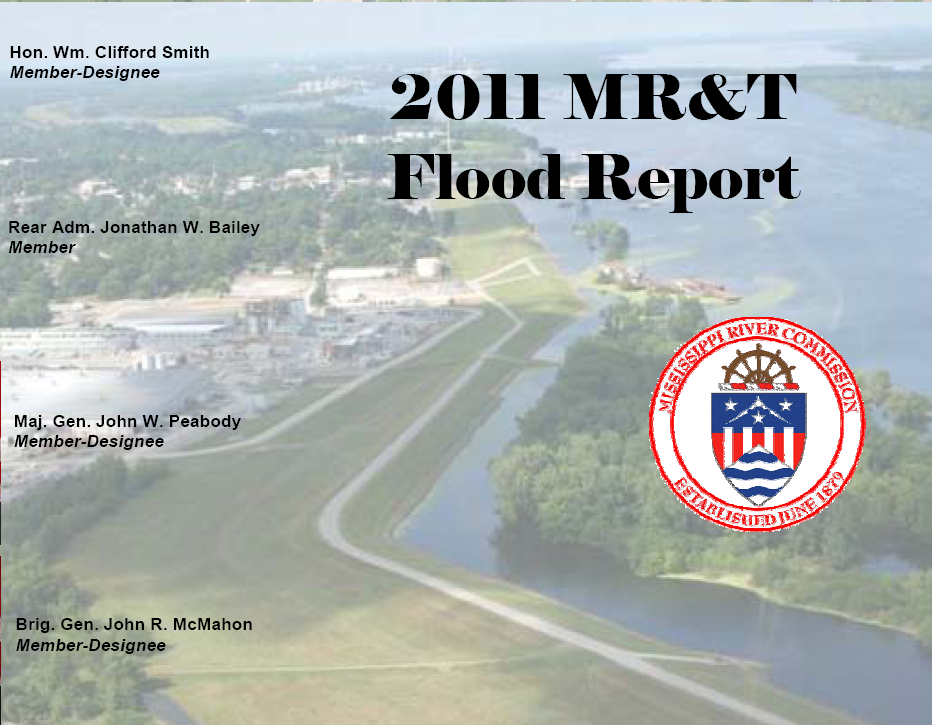 Hon. Wm. Clifford Smith
Member-Designee
2011 MR&T
Flood Report
Rear Adm. Jonathan W. Bailey
Member
MISSISSIPPI RIVER COMMISSION
ESTABLISHED JUNE 1879
Maj. Gen. John W. Peabody
Member-Designee
Brig. Gen. John R. McMahon
Member-Designee